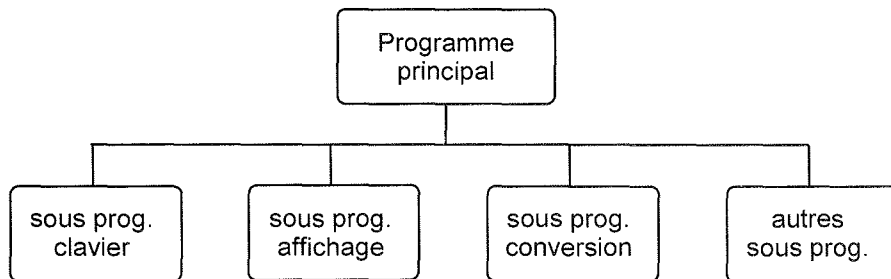 Programme
principal
sous prog.
clavier
sous prog.
affichage
sous prog.
conversion
autres
sous prog.